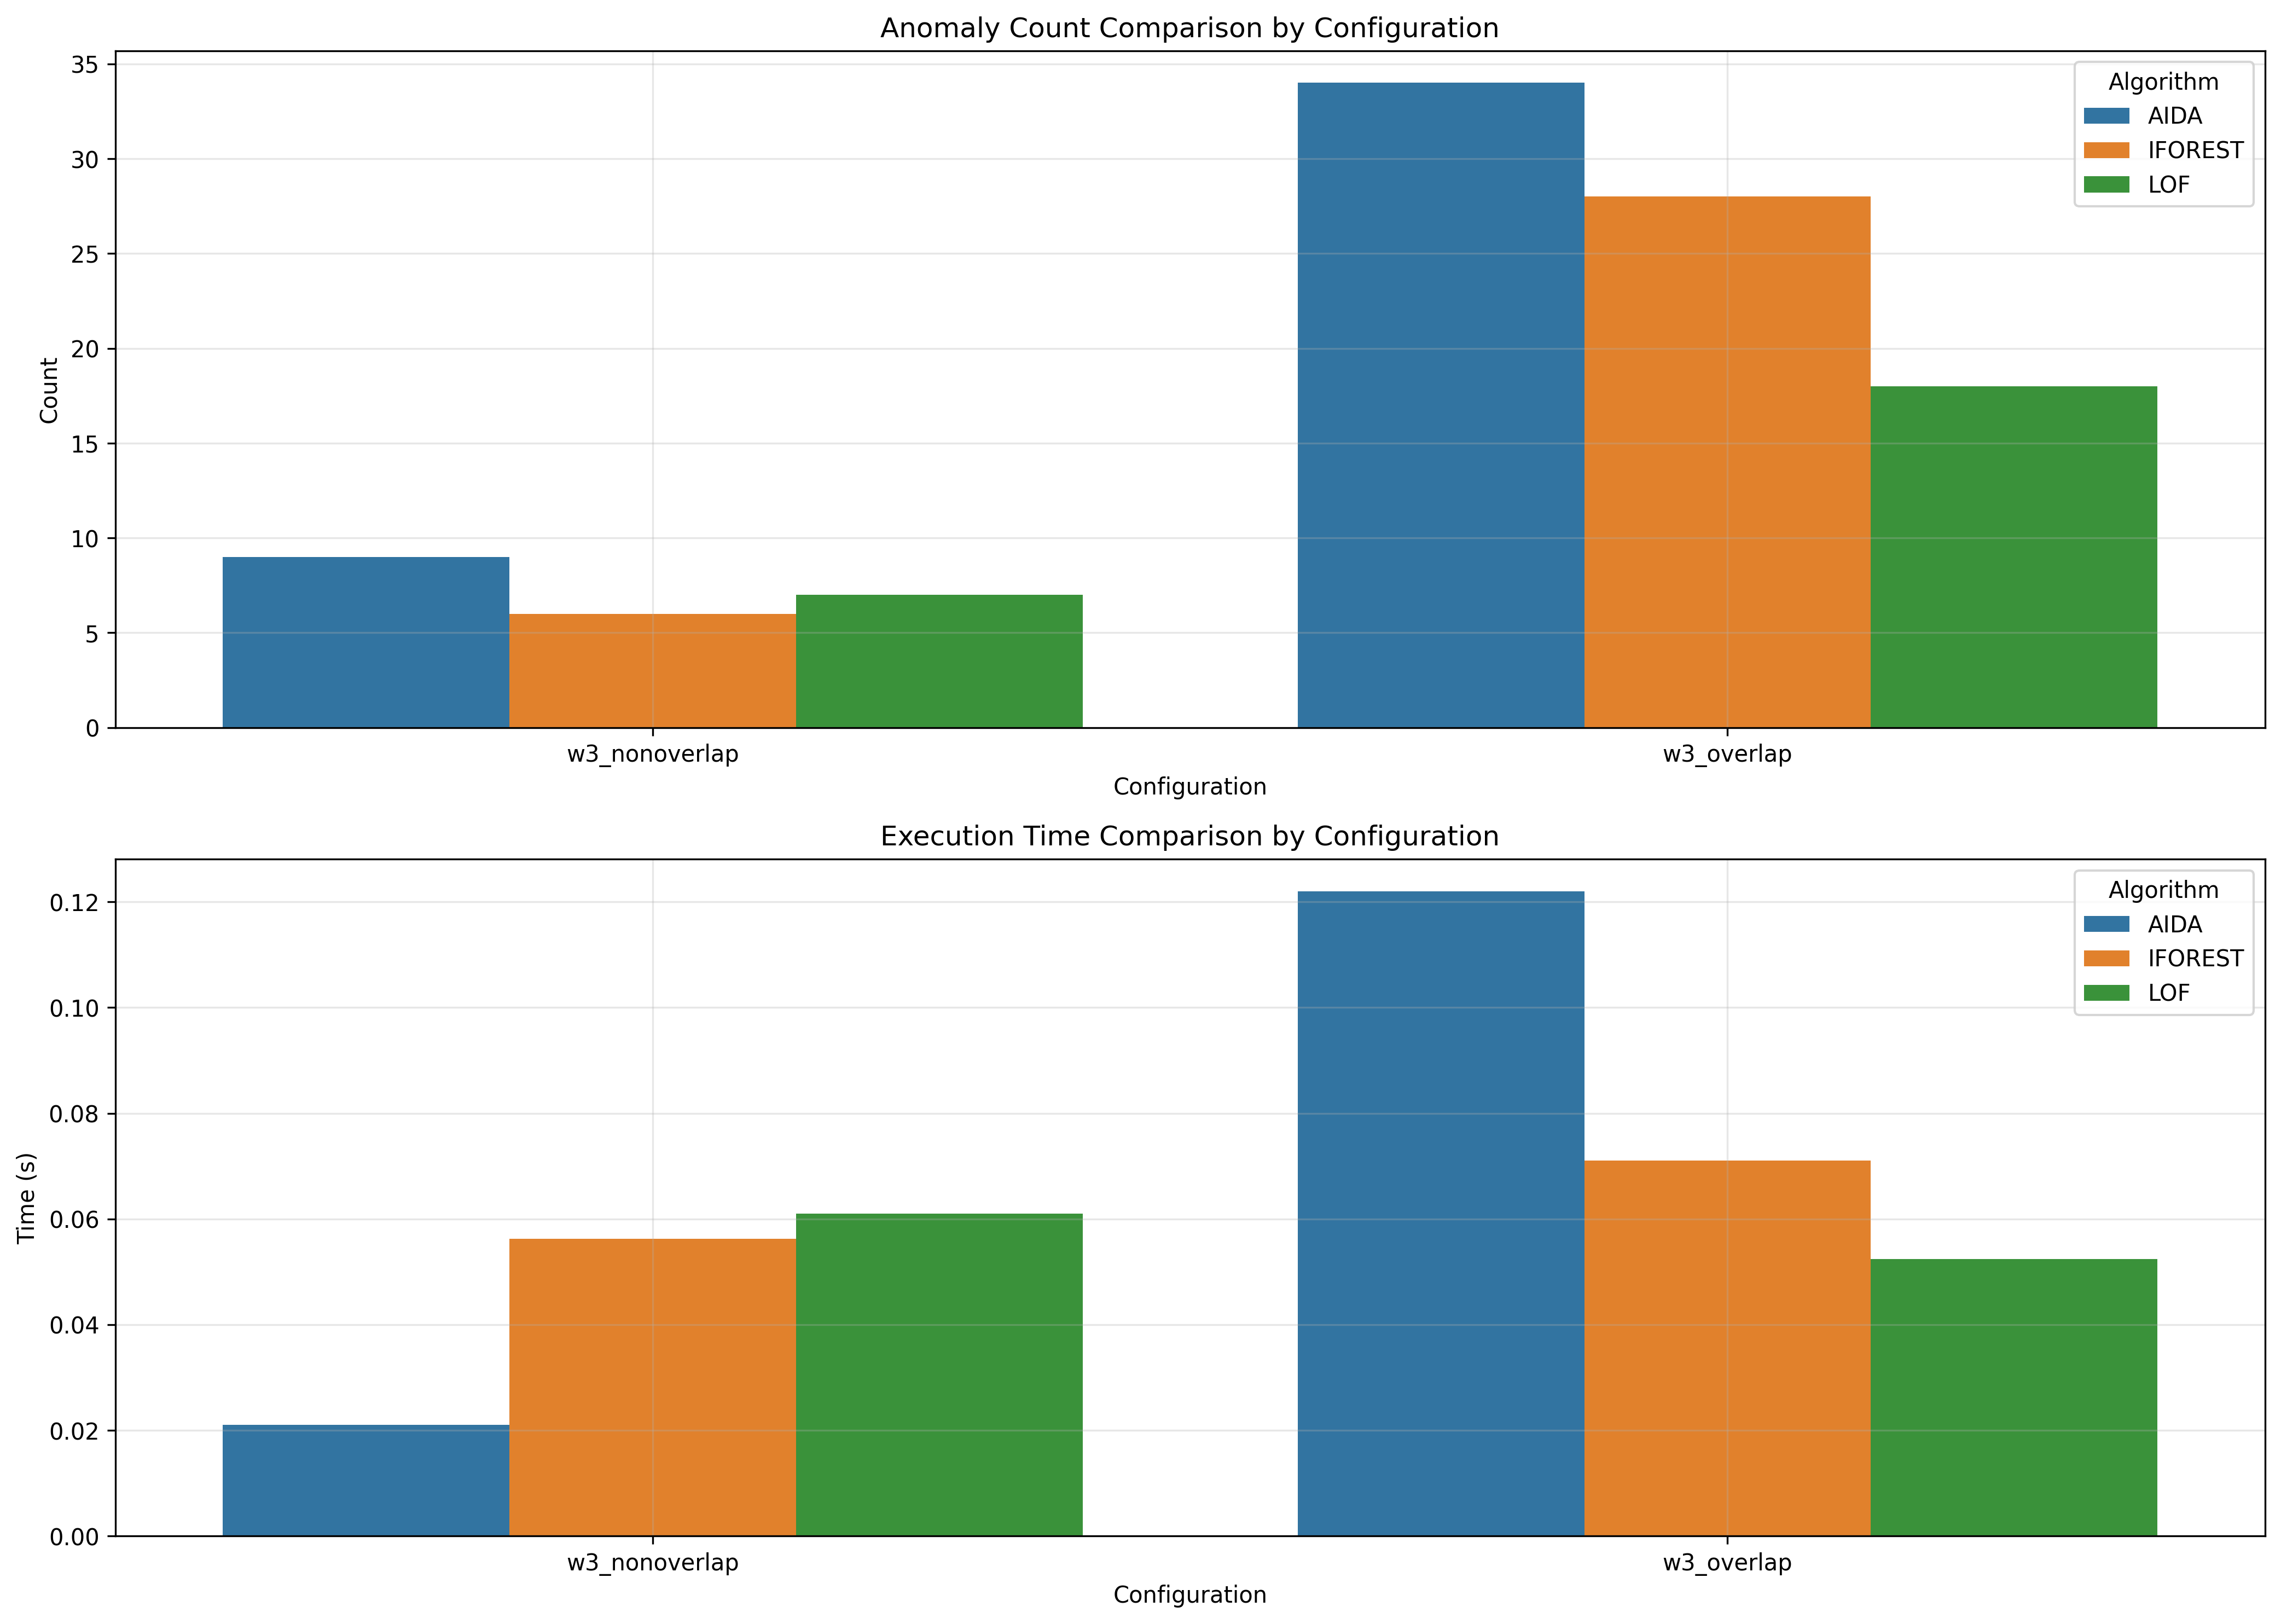 Anomaly Count Comparison by Configuration
35
30
25
20
15
10
5
0
Count
Algorithm
AIDA
IFOREST
LOF
w3_nonoverlap
w3_overlap
Configuration
Execution Time Comparison by Configuration
0.12
0.10
0.08
0.06
0.04
0.02
0.00
Time (s)
Algorithm
AIDA
IFOREST
LOF
w3_nonoverlap
w3_overlap
Configuration